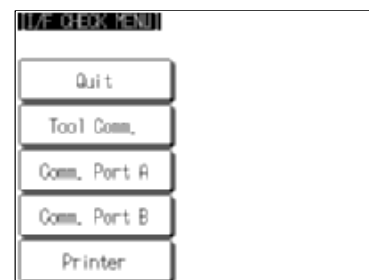 [I/F CHECK MENU]
Quit
Tool Comm.
Comm. Port A
Comm. Port B
Printer